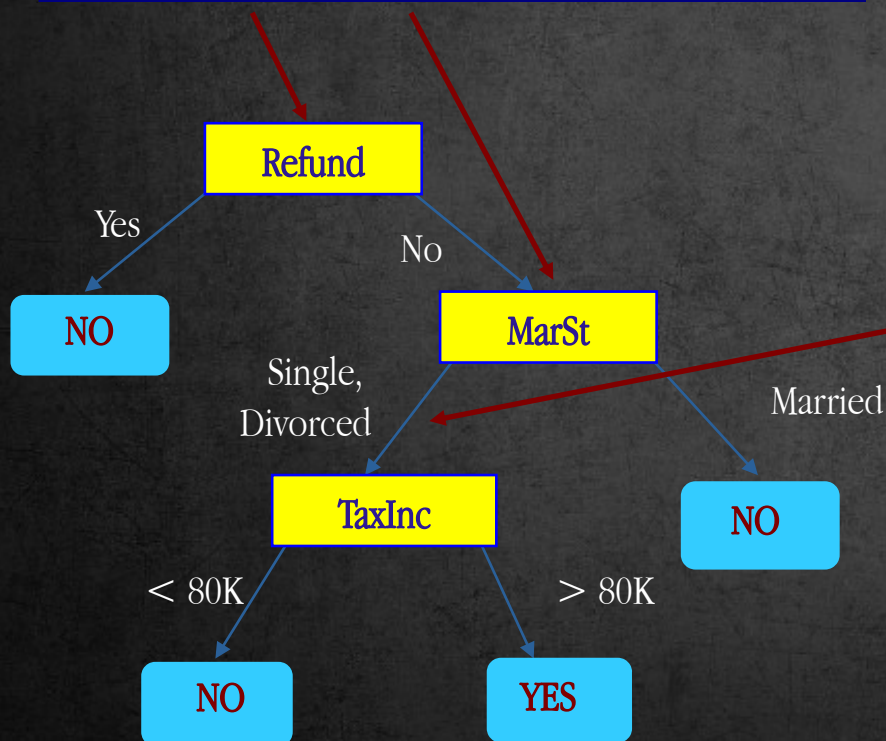 Refund
Yes
No
NO
MarSt
Single,
Divorced
Married
TaxInc
NO
< 80K
> 80K
NO
YES